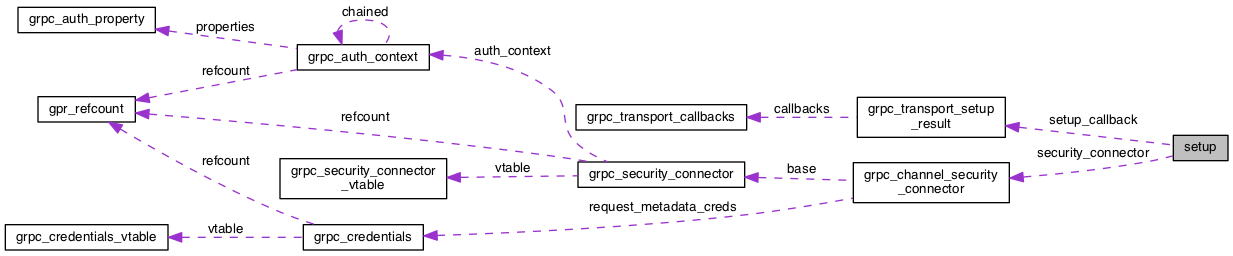 chained
grpc_auth_property
properties
grpc_auth_context
auth_context
refcount
gpr_refcount
refcount
grpc_transport_callbacks
callbacks
grpc_transport_setup
_result
setup_callback
setup
security_connector
refcount
grpc_security_connector
_vtable
vtable
grpc_security_connector
base
grpc_channel_security
_connector
request_metadata_creds
grpc_credentials_vtable
vtable
grpc_credentials